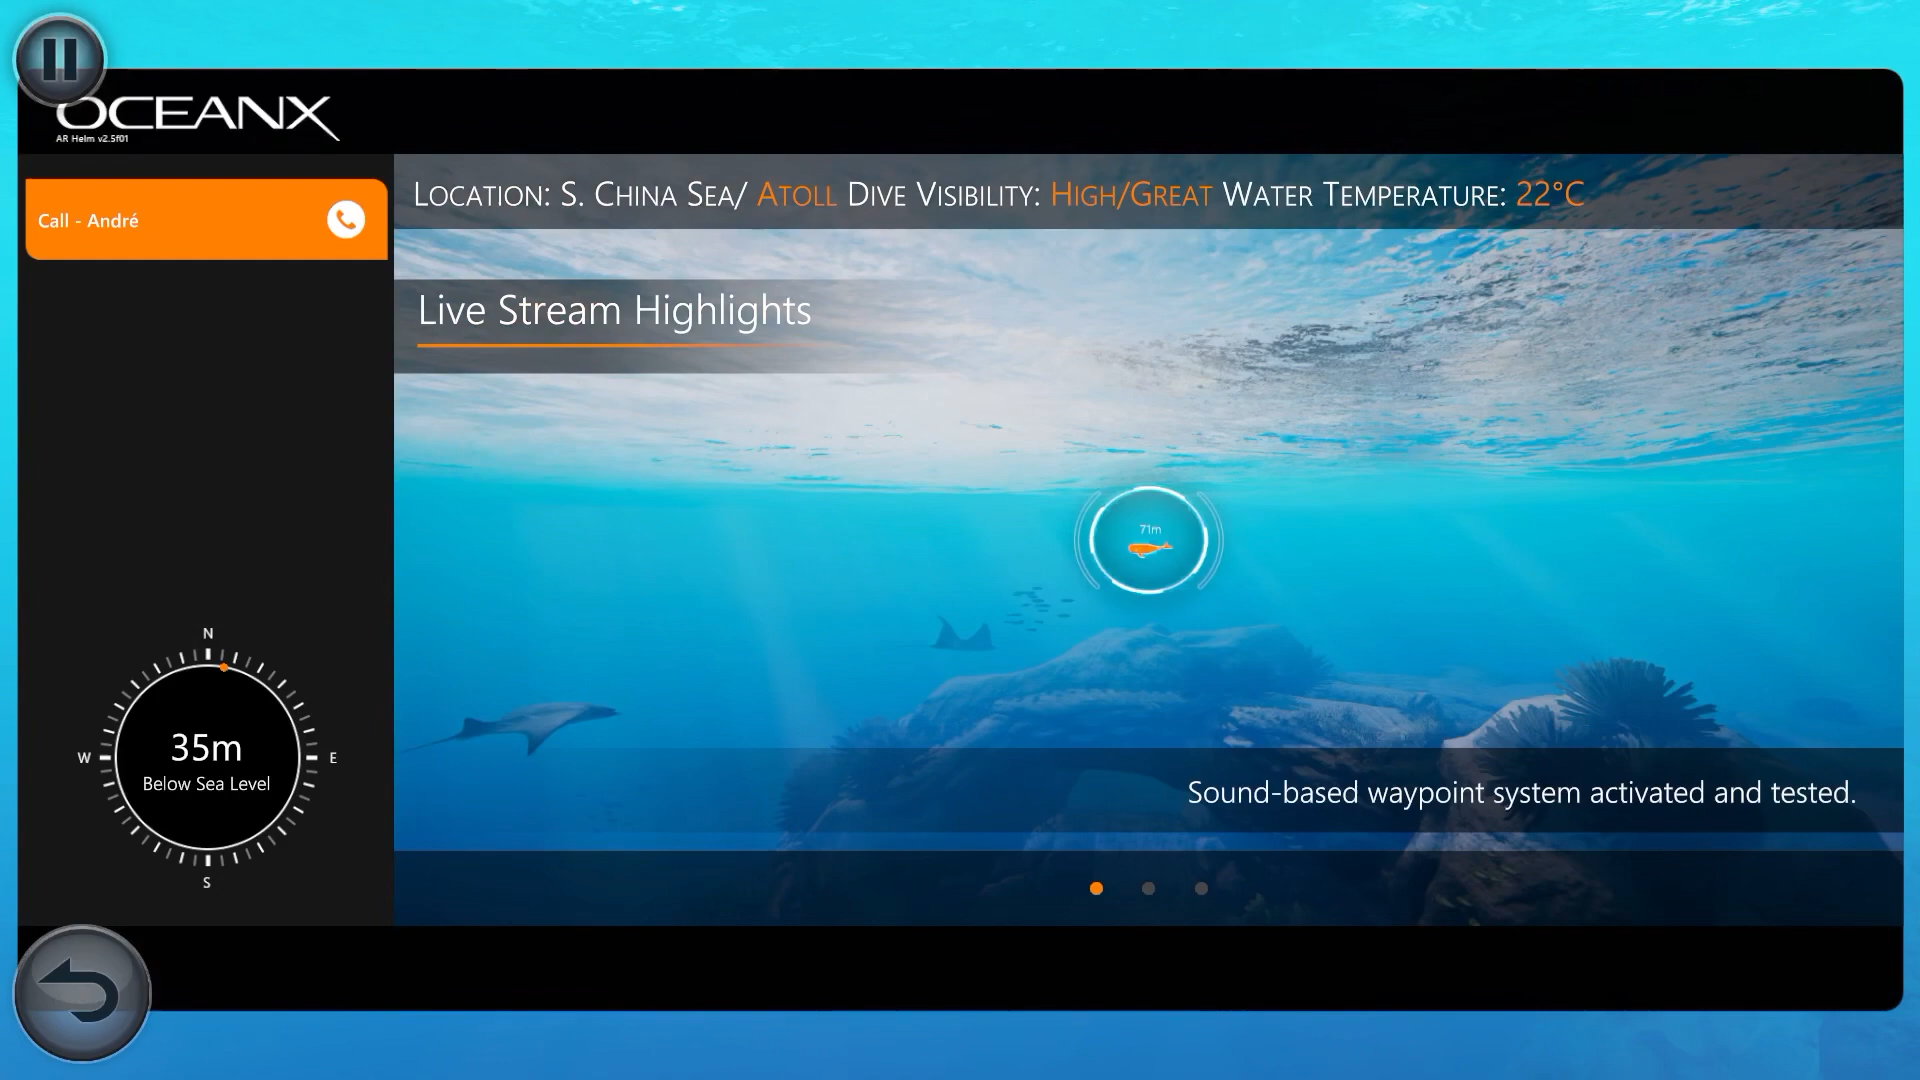 OCEANX
AR Helm v2.5f01
Call - André
LOCATION: S. CHINA SEA/ ATOLL DIVE VISIBILITY: HIGH/GREAT WATER TEMPERATURE: 22°C
Live Stream Highlights
71m
N
W
35m
E
Below Sea Level
S
Sound-based waypoint system activated and tested.